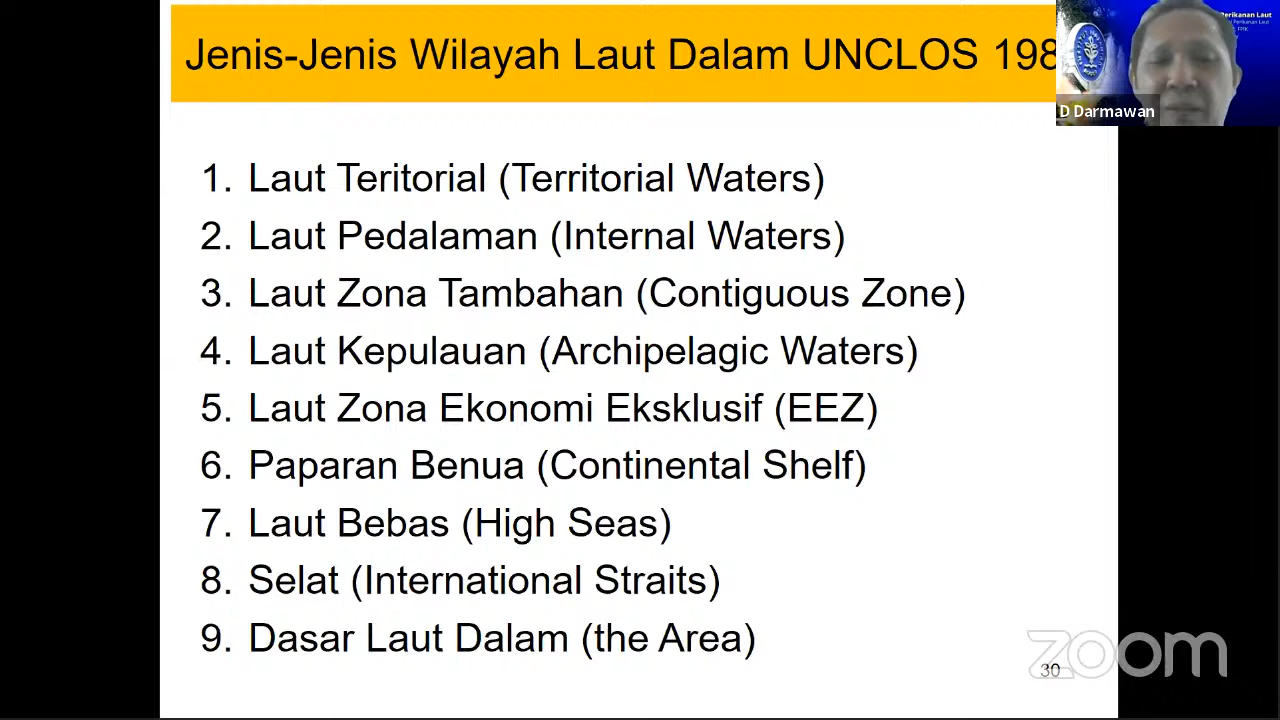 Jenis-Jenis Wilayah Laut Dalam UNCLOS 198
Perikanan Laut
D Darmawan
1. Laut Teritorial (Territorial Waters)
2. Laut Pedalaman (Internal Waters)
3. Laut Zona Tambahan (Contiguous Zone)
4. Laut Kepulauan (Archipelagic Waters)
5. Laut Zona Ekonomi Eksklusif (EEZ)
6. Paparan Benua (Continental Shelf)
7. Laut Bebas (High Seas)
8. Selat (International Straits)
9. Dasar Laut Dalam (the Area)
30
zoom